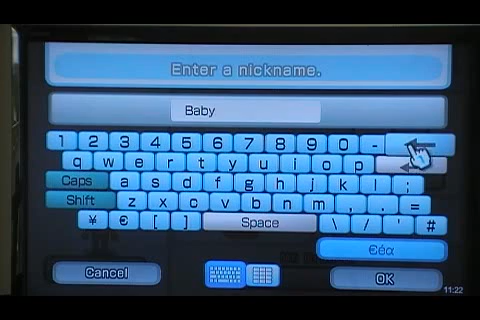 Enter a nickname.
Baby
1 2 3 4 5 6 7 8 9 0 -
q w e r t y u i o p
Caps a s d f g h j k l ;
Shift z x c v b n m , . =
¥ € [ ] Space \ / ' #
€éα
Cancel OK
11:22